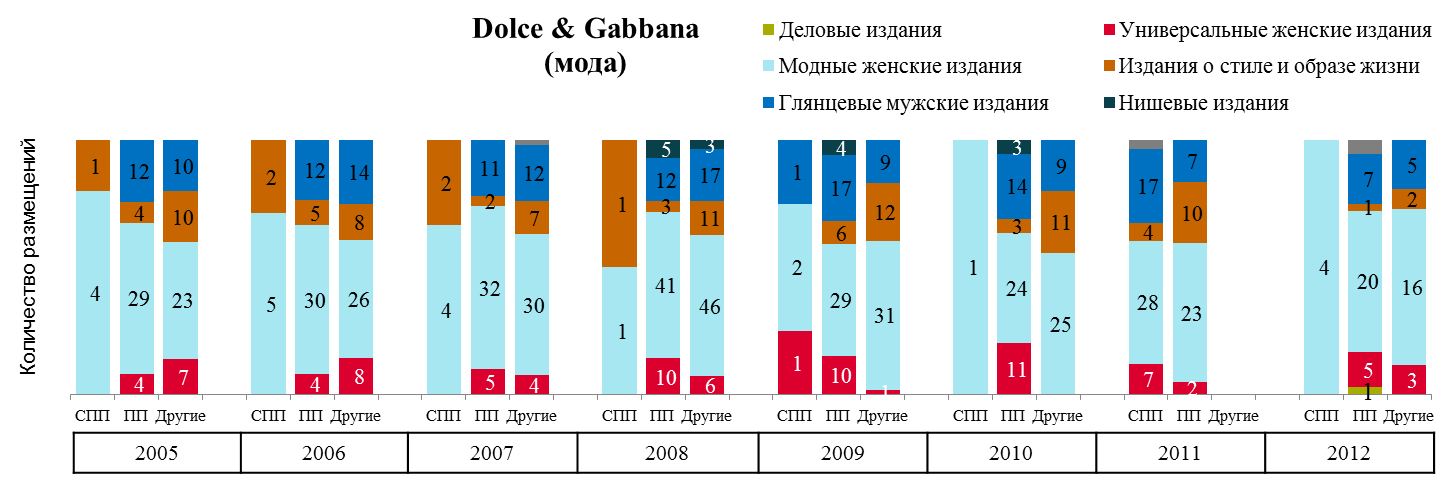 Dolce & Gabbana
(мода)
Деловые издания
Универсальные женские издания
Модные женские издания
Издания о стиле и образе жизни
Глянцевые мужские издания
Нишевые издания
Количество размещений
1 12 10 2 12 14 2 11 12 1 5 3 1 4 9 3 9 17 7 7 5
4 10 5 8 2 7 12 17 17 14 4 10 1 2
3 11 6 12 3 11
4 29 23 5 30 26 4 32 30 1 41 46 2 29 31 1 24 25 28 23 4 20 16
4 7 4 8 5 4 10 6 1 10 1 11 7 2 5 3
1
СПП ПП Другие СПП ПП Другие СПП ПП Другие СПП ПП Другие СПП ПП Другие СПП ПП Другие СПП ПП Другие СПП ПП Другие
2005 2006 2007 2008 2009 2010 2011 2012